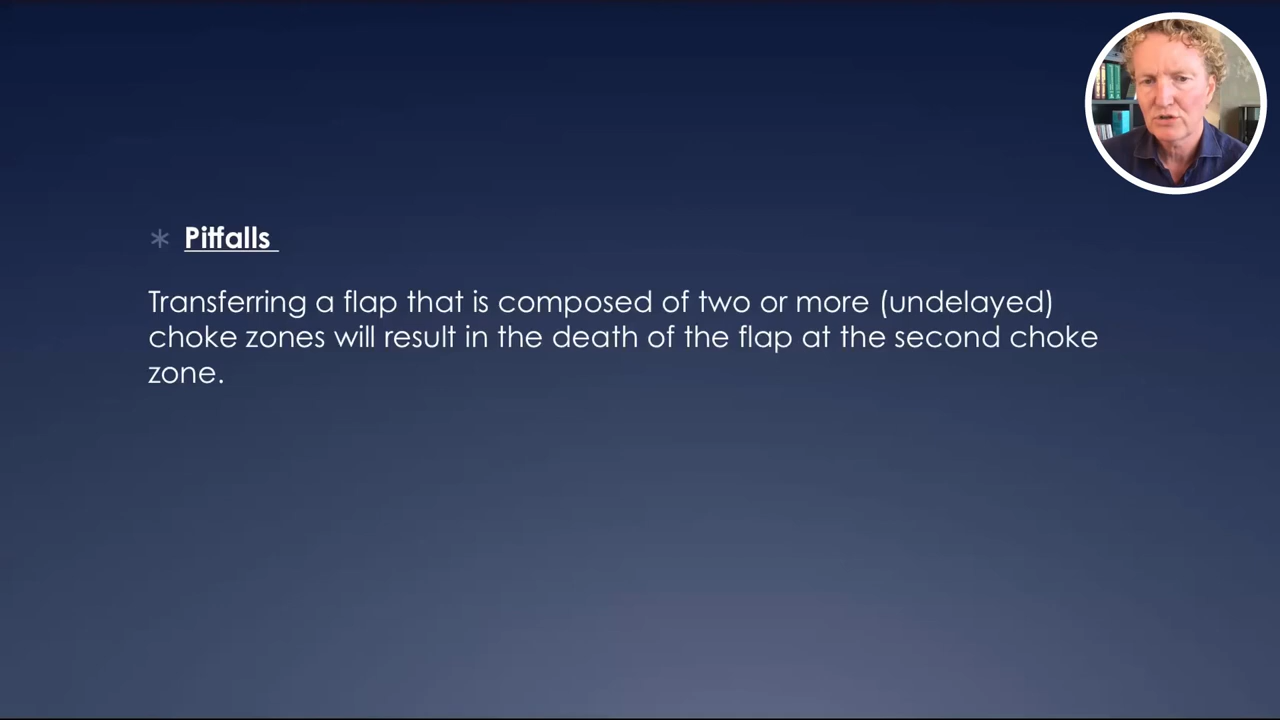 Pitfalls
Transferring a flap that is composed of two or more (undelayed)
choke zones will result in the death of the flap at the second choke
zone.